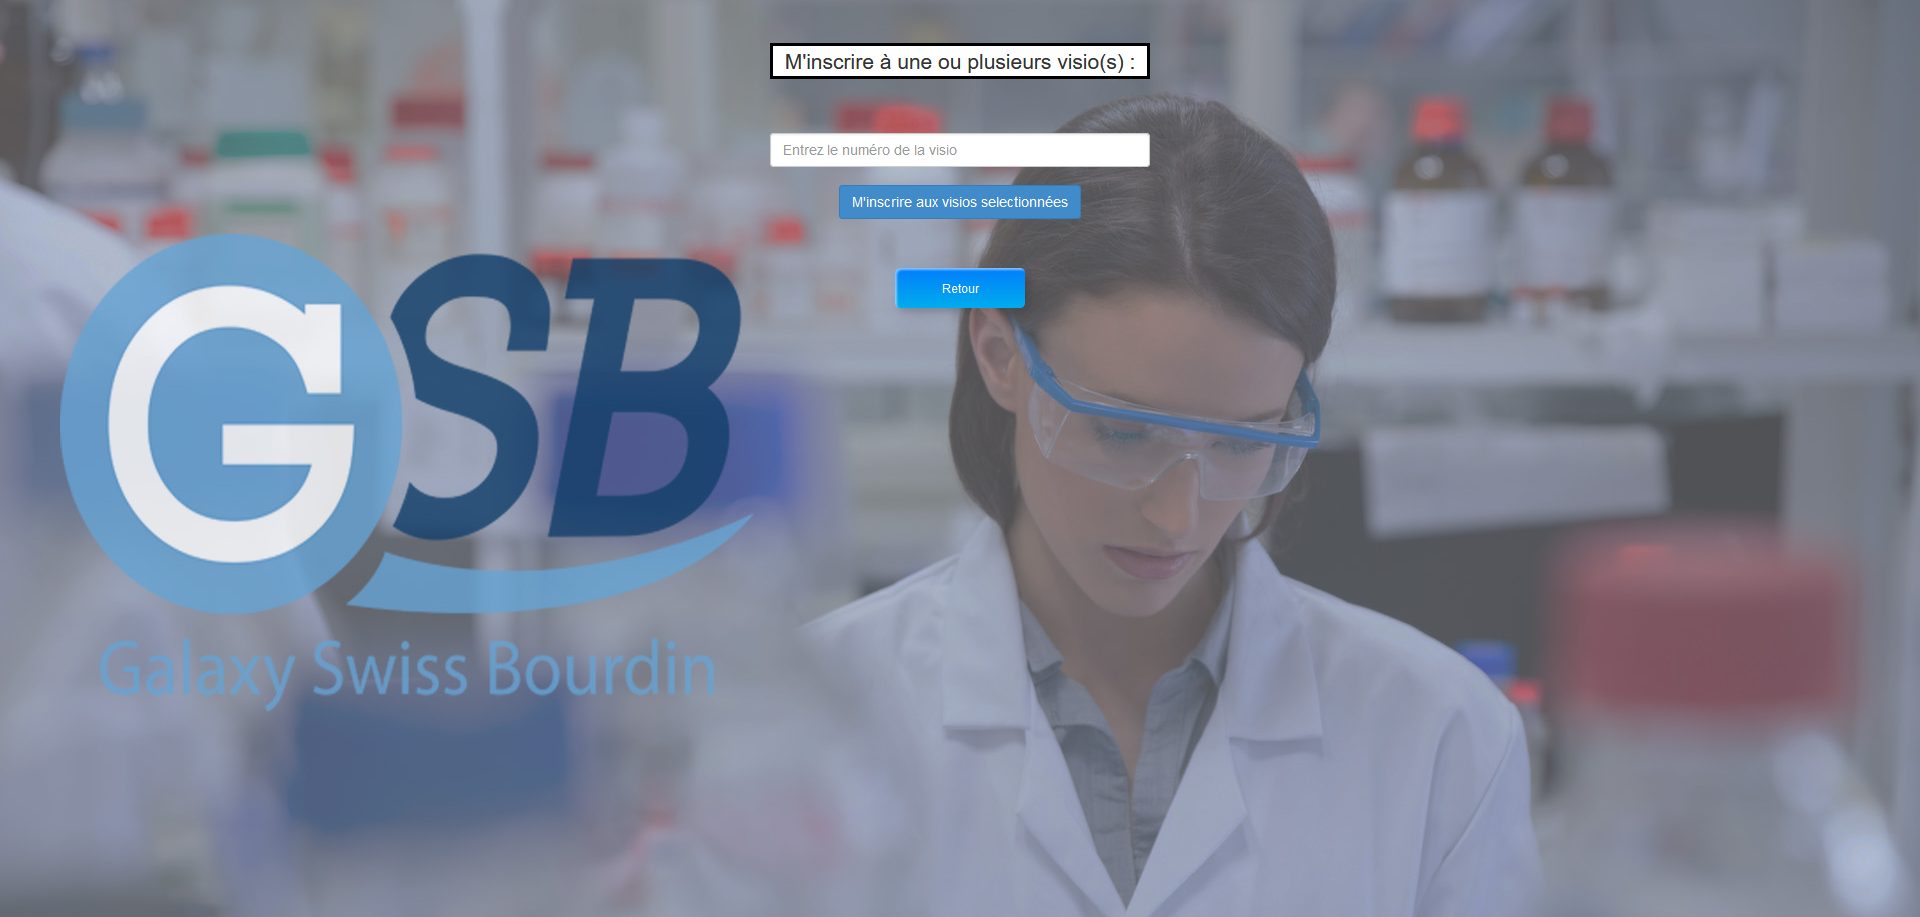 M'inscrire à une ou plusieurs visio(s) :
Entrez le numéro de la visio
M'inscrire aux visios selectionnées
Retour
GSB
Galaxy Swiss Bourdin